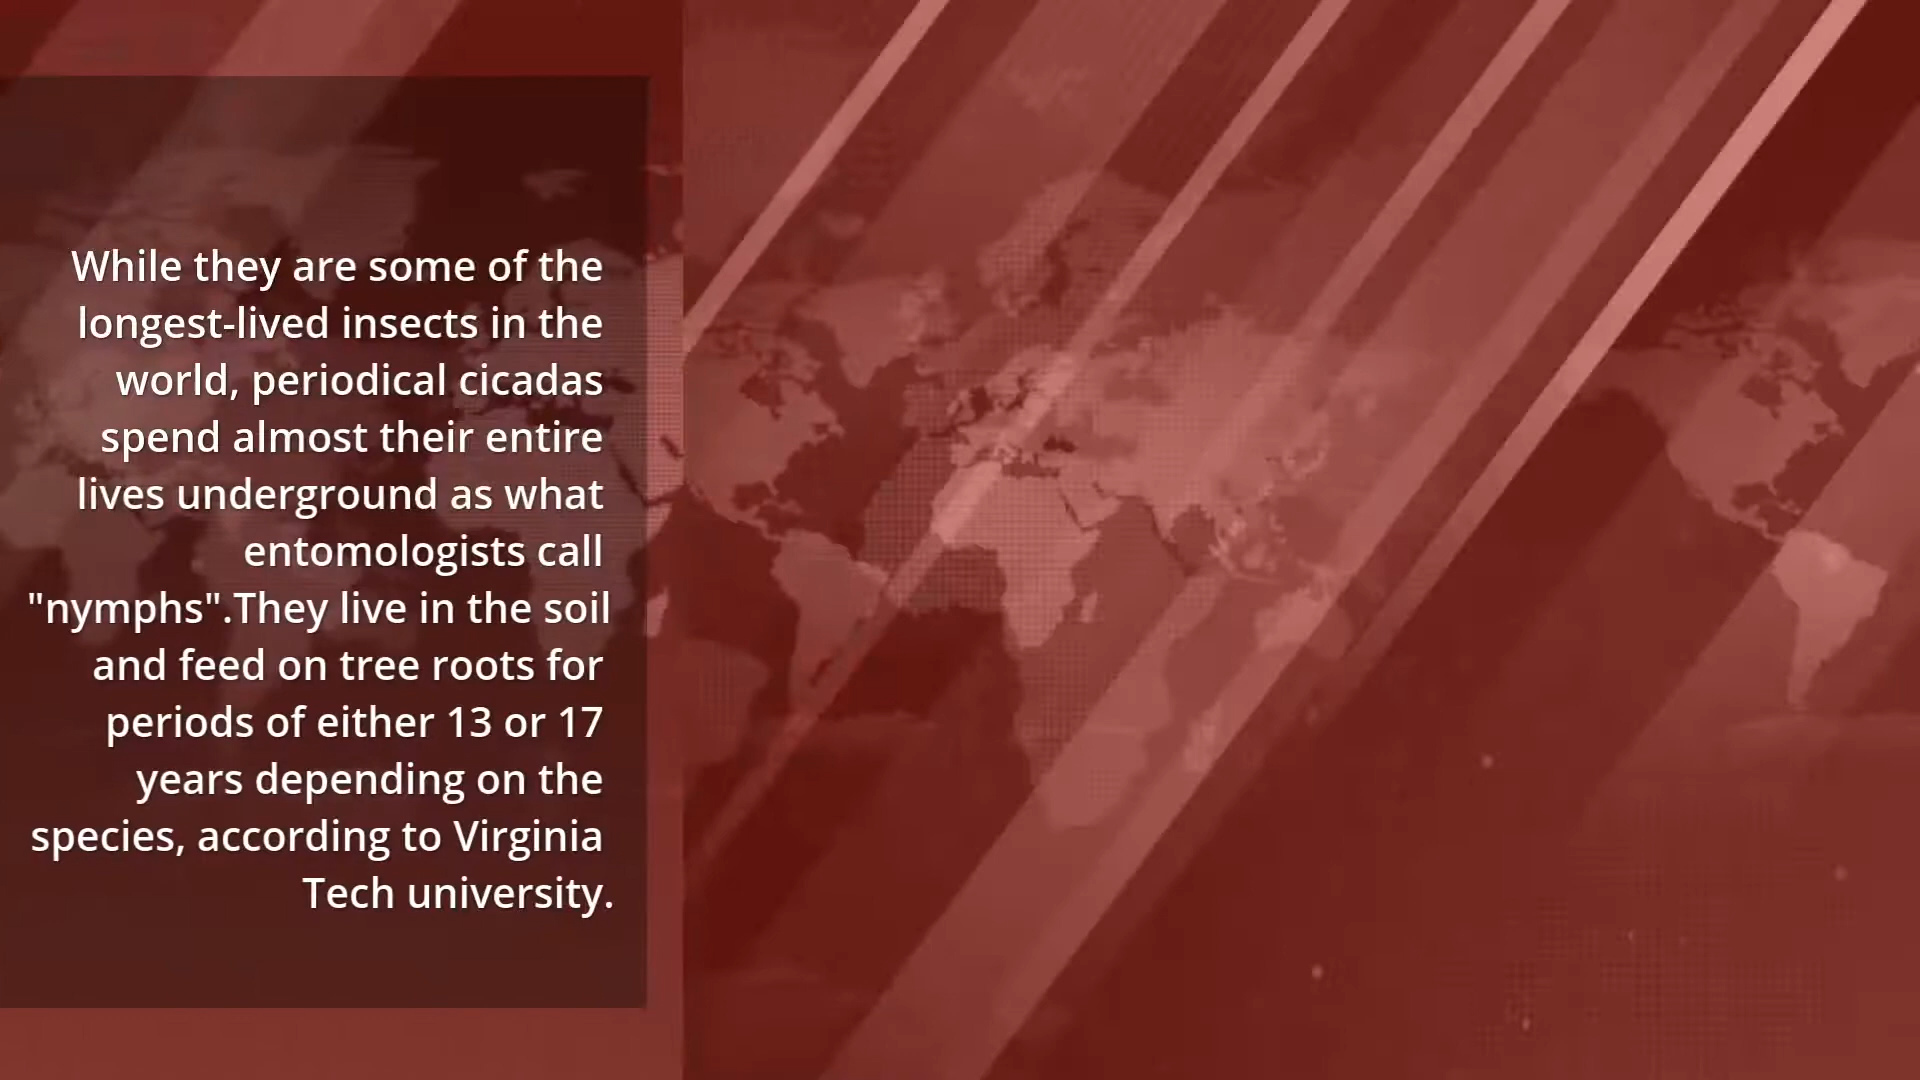 While they are some of the
longest-lived insects in the
world, periodical cicadas
spend almost their entire
lives underground as what
entomologists call
"nymphs".They live in the soil
and feed on tree roots for
periods of either 13 or 17
years depending on the
species, according to Virginia
Tech university.